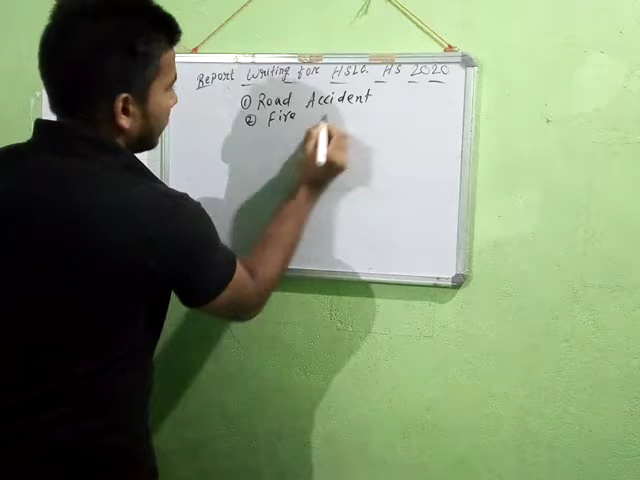 Report Writing for HSLC. HS 2020
① Road Accident
② Fire